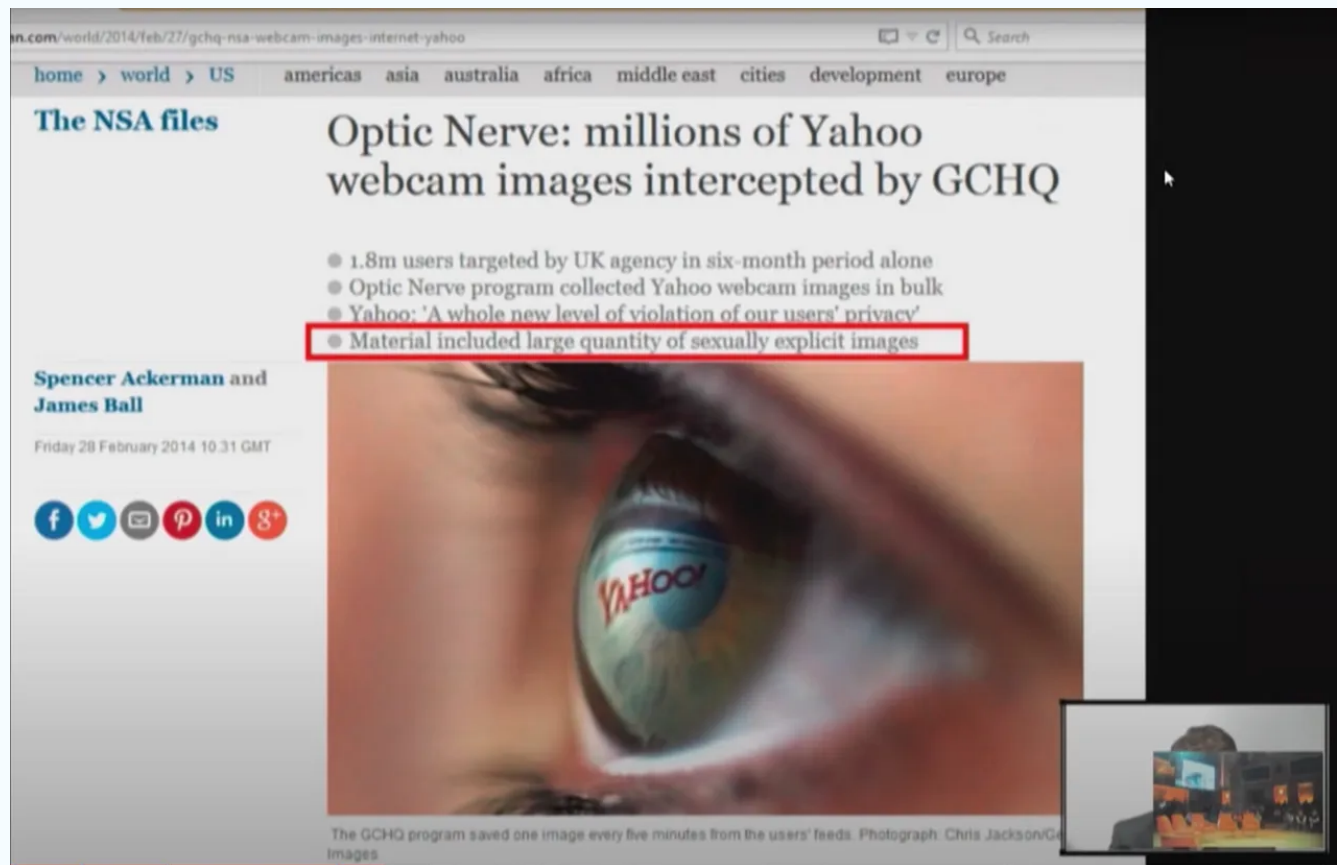 an.com/world/2014/feb/27/gchq-nsa-webcam-images-internet-yahoo
Search
home › world › US americas asia australia africa middle east cities development europe
The NSA files
Optic Nerve: millions of Yahoo
webcam images intercepted by GCHQ
● 1.8m users targeted by UK agency in six-month period alone
● Optic Nerve program collected Yahoo webcam images in bulk
● Yahoo: 'A whole new level of violation of our users' privacy'
● Material included large quantity of sexually explicit images
Spencer Ackerman and
James Ball
Friday 28 February 2014 10.31 GMT
f in g+
YAHOO!
The GCHQ program saved one image every five minutes from the users' feeds. Photograph: Chris Jackson/Ge
Images